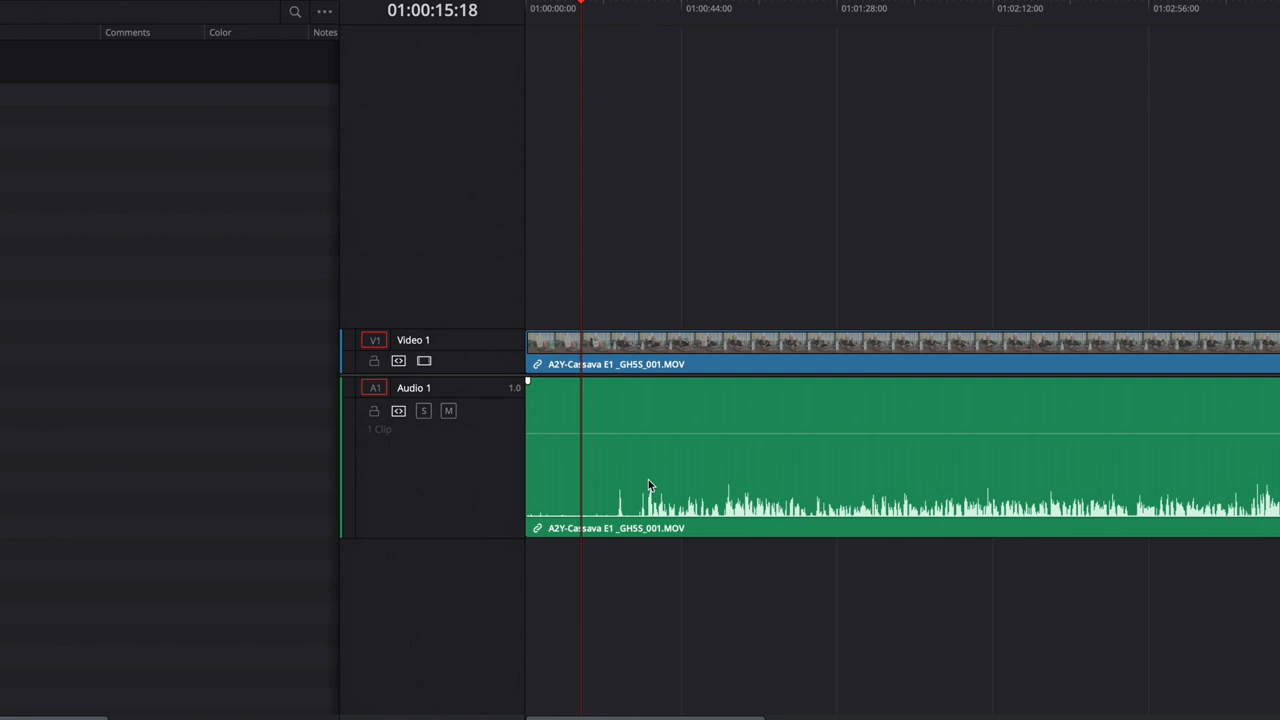 01:00:15:18
01:00:00:00 01:00:44:00 01:01:28:00 01:02:12:00 01:02:56:00
Comments Color Notes
V1 Video 1
A2Y-Cassava E1 _GH5S_001.MOV
A1 Audio 1 1.0
S M
1 Clip
A2Y-Cassava E1 _GH5S_001.MOV